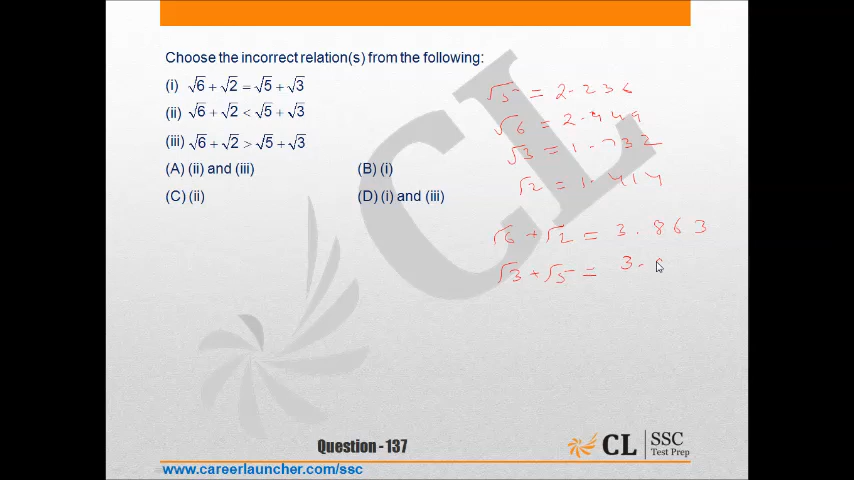 Choose the incorrect relation(s) from the following:
(i) √6 + √2 = √5 + √3
(ii) √6 + √2 < √5 + √3
(iii) √6 + √2 > √5 + √3
(A) (ii) and (iii) (B) (i)
(C) (ii) (D) (i) and (iii)
√5 = 2.236
√6 = 2.449
√3 = 1.732
√2 = 1.414
√6 + √2 = 3.863
√3 + √5 = 3.
CL
Question - 137
CL SSC
Test Prep
www.careerlauncher.com/ssc